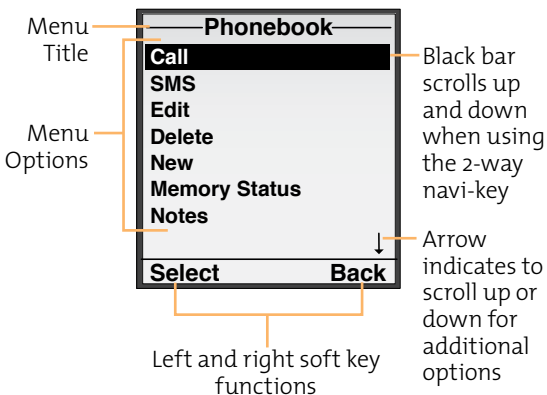 Menu
Title
Phonebook
Call
SMS
Edit
Delete
New
Memory Status
Notes
↓
Select Back
Menu
Options
Black bar
scrolls up
and down
when using
the 2-way
navi-key
Arrow
indicates to
scroll up or
down for
additional
options
Left and right soft key
functions